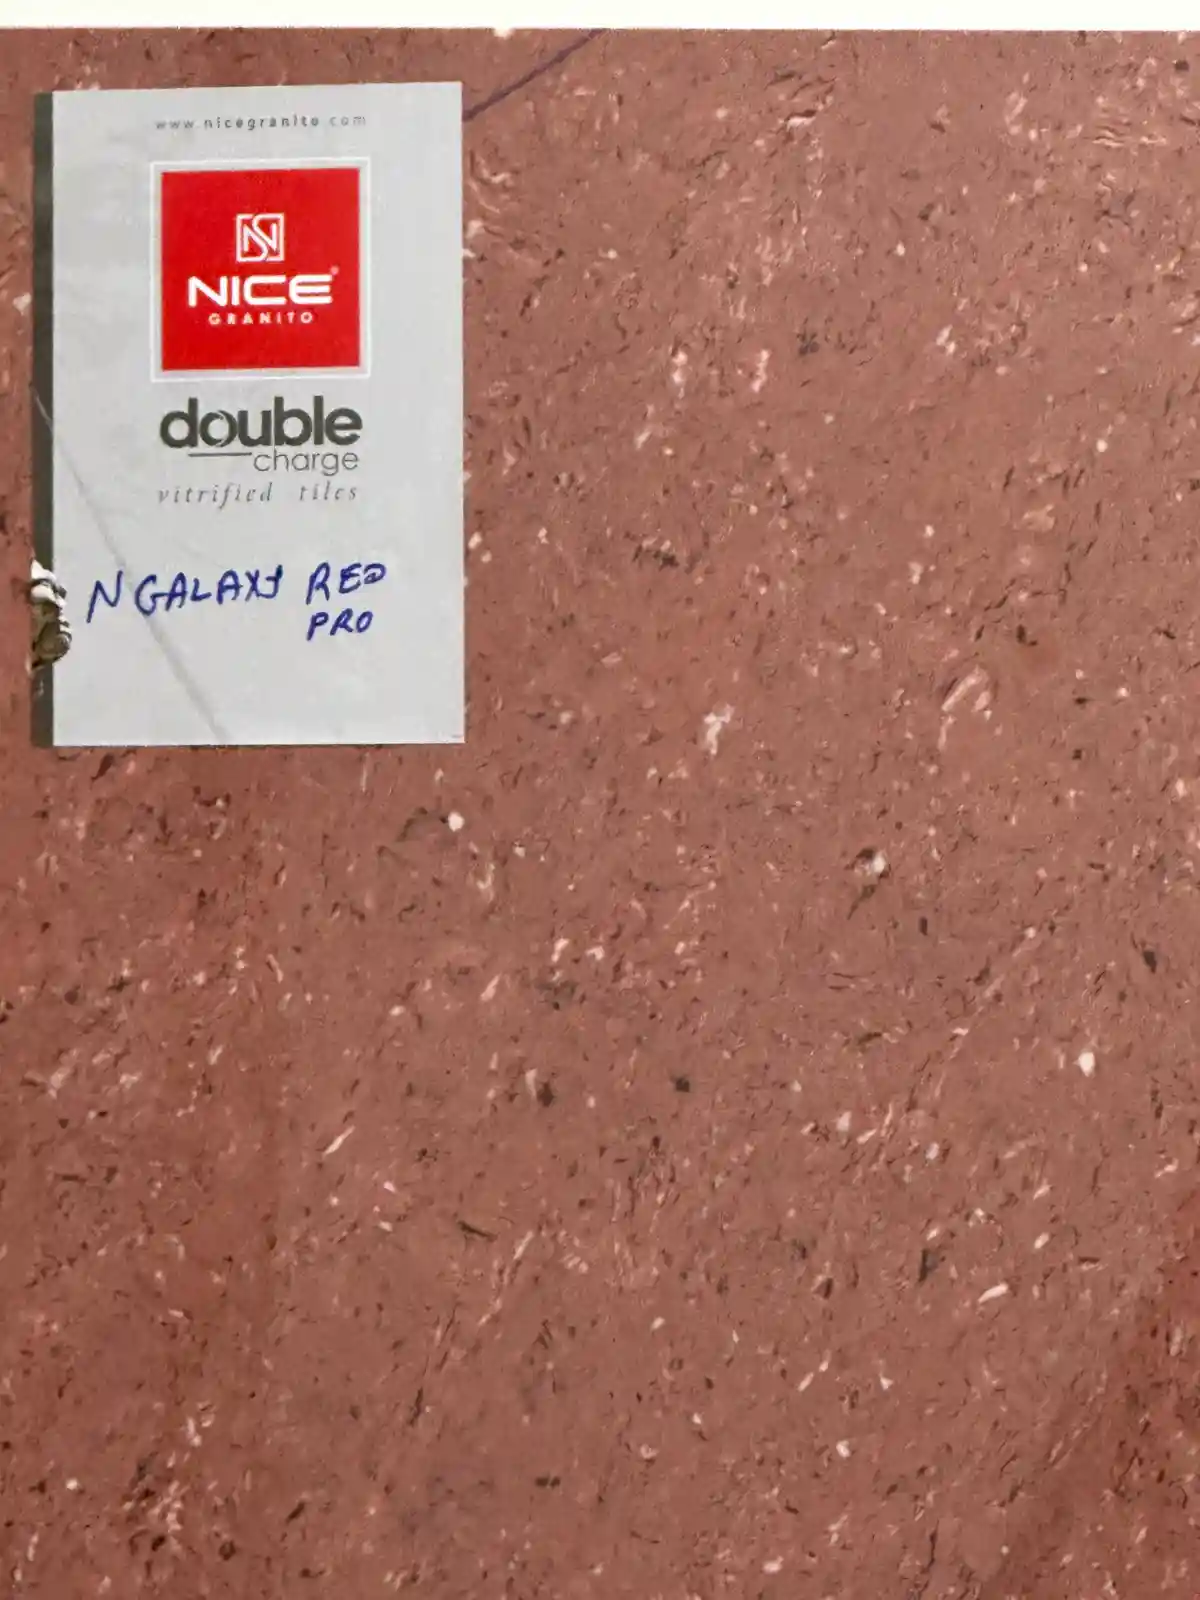 www.nicegranito.com
NICE
GRANITO
double
charge
vitrified tiles
N GALAXY RED
PRO